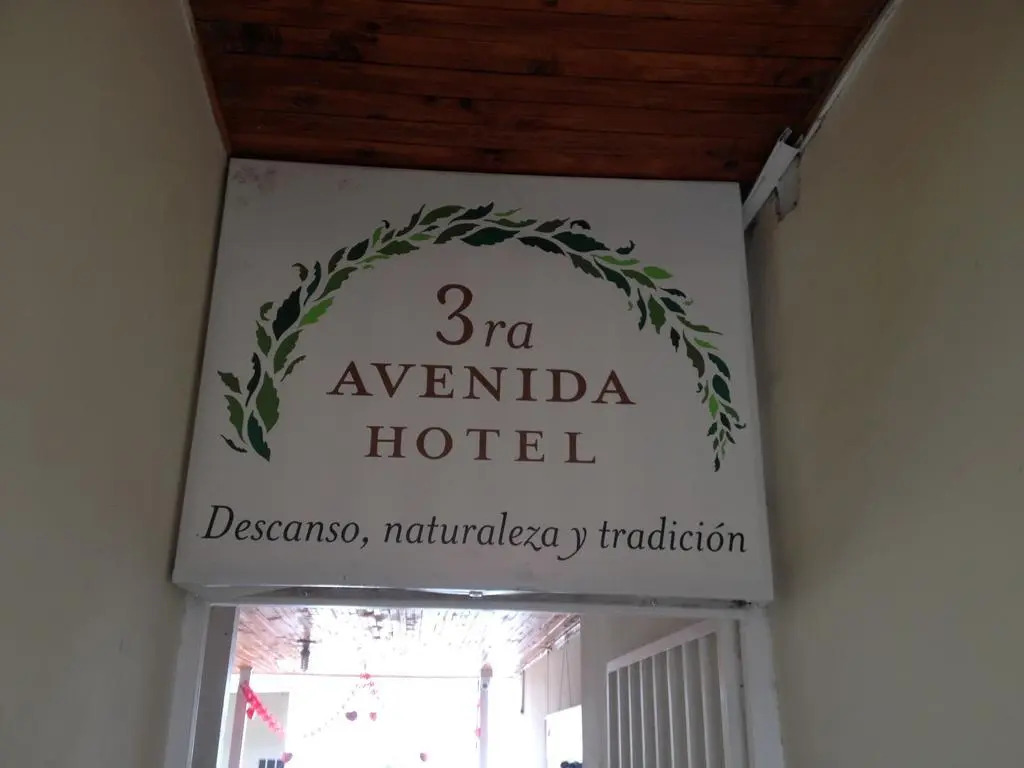 3ra
AVENIDA
HOTEL
Descanso, naturaleza y tradición